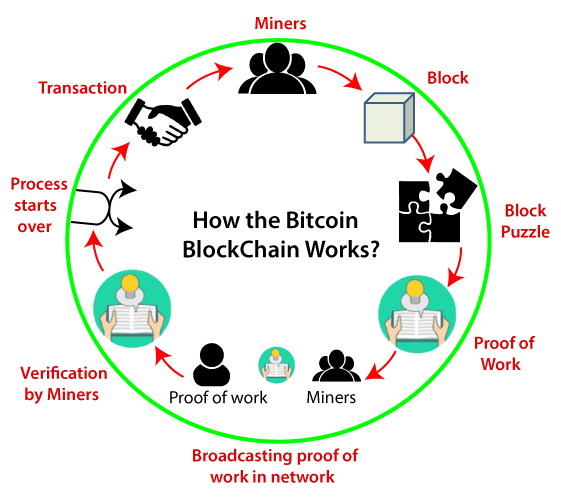 Miners
Transaction
Block
Process
starts
over
How the Bitcoin
BlockChain Works?
Block
Puzzle
Proof of
Work
Verification
by Miners
Proof of work
Miners
Broadcasting proof of
work in network